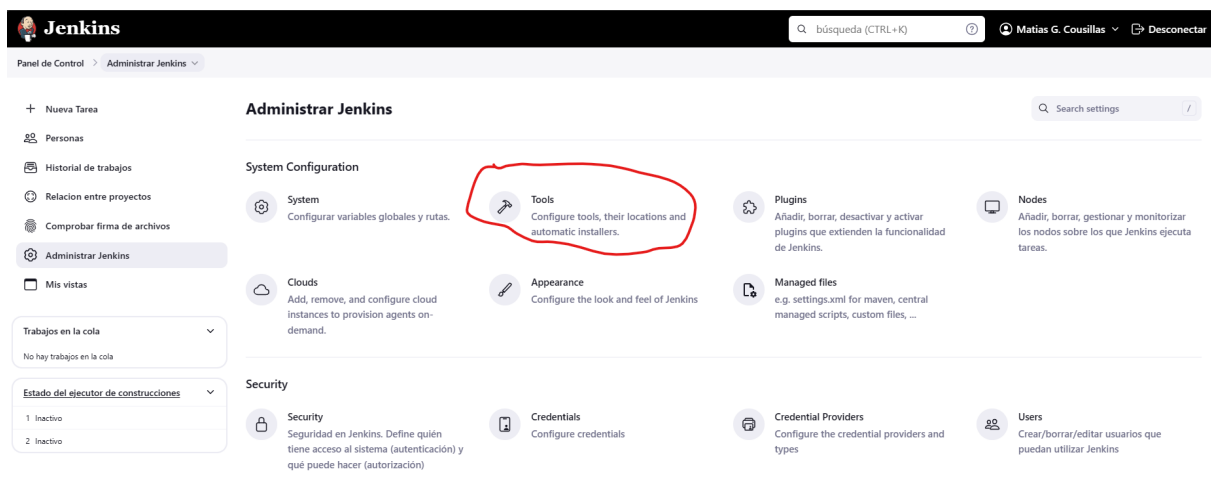 Jenkins
búsqueda (CTRL+K)
?
Matias G. Cousillas
Desconectar
Panel de Control > Administrar Jenkins
Nueva Tarea
Personas
Historial de trabajos
Relacion entre proyectos
Comprobar firma de archivos
Administrar Jenkins
Mis vistas
Trabajos en la cola
No hay trabajos en la cola
Estado del ejecutor de construcciones
1 Inactivo
2 Inactivo
Administrar Jenkins
Search settings /
System Configuration
System
Configurar variables globales y rutas.
Tools
Configure tools, their locations and
automatic installers.
Plugins
Añadir, borrar, desactivar y activar
plugins que extienden la funcionalidad
de Jenkins.
Nodes
Añadir, borrar, gestionar y monitorizar
los nodos sobre los que Jenkins ejecuta
tareas.
Clouds
Add, remove, and configure cloud
instances to provision agents on-
demand.
Appearance
Configure the look and feel of Jenkins
Managed files
e.g. settings.xml for maven, central
managed scripts, custom files, ...
Security
Security
Seguridad en Jenkins. Define quién
tiene acceso al sistema (autenticación) y
qué puede hacer (autorización)
Credentials
Configure credentials
Credential Providers
Configure the credential providers and
types
Users
Crear/borrar/editar usuarios que
puedan utilizar Jenkins